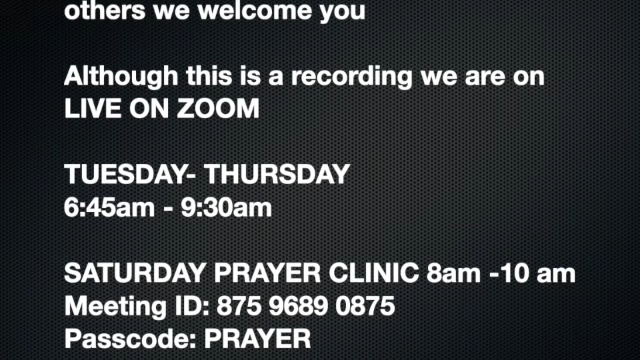 others we welcome you
Although this is a recording we are on
LIVE ON ZOOM
TUESDAY- THURSDAY
6:45am - 9:30am
SATURDAY PRAYER CLINIC 8am -10 am
Meeting ID: 875 9689 0875
Passcode: PRAYER